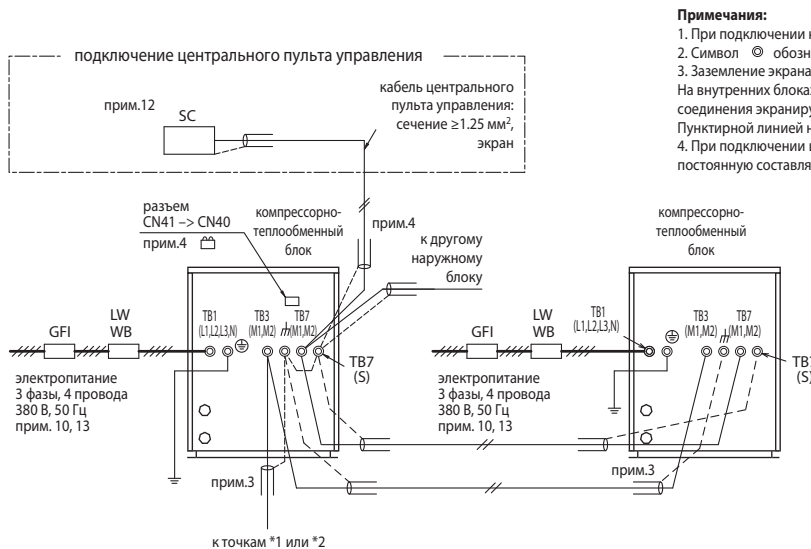 Примечания:
1. При подключении
2. Символ ⊚
3. Заземление экрана
На внутренних
соединения
Пунктирной линией
4. При подключении
постоянную
подключение центрального пульта управления
прим.12
SC
кабель центрального
пульта управления:
сечение ≥1.25 мм²,
экран
разъем
CN41 –> CN40
прим.4
компрессорно-
теплообменный
блок
прим.4
к другому
наружному
блоку
компрессорно-
теплообменный
блок
TB1
(L1,L2,L3,N)
TB3
(M1,M2)
TB7
(M1,M2)
GFI
LW
WB
TB7
(S)
электропитание
3 фазы, 4 провода
380 В, 50 Гц
прим. 10, 13
GFI
LW
WB
TB1
(L1,L2,L3,N)
TB3
(M1,M2)
TB7
(M1,M2)
электропитание
3 фазы, 4 провода
380 В, 50 Гц
прим. 10, 13
прим.3
прим.3
к точкам *1 или *2